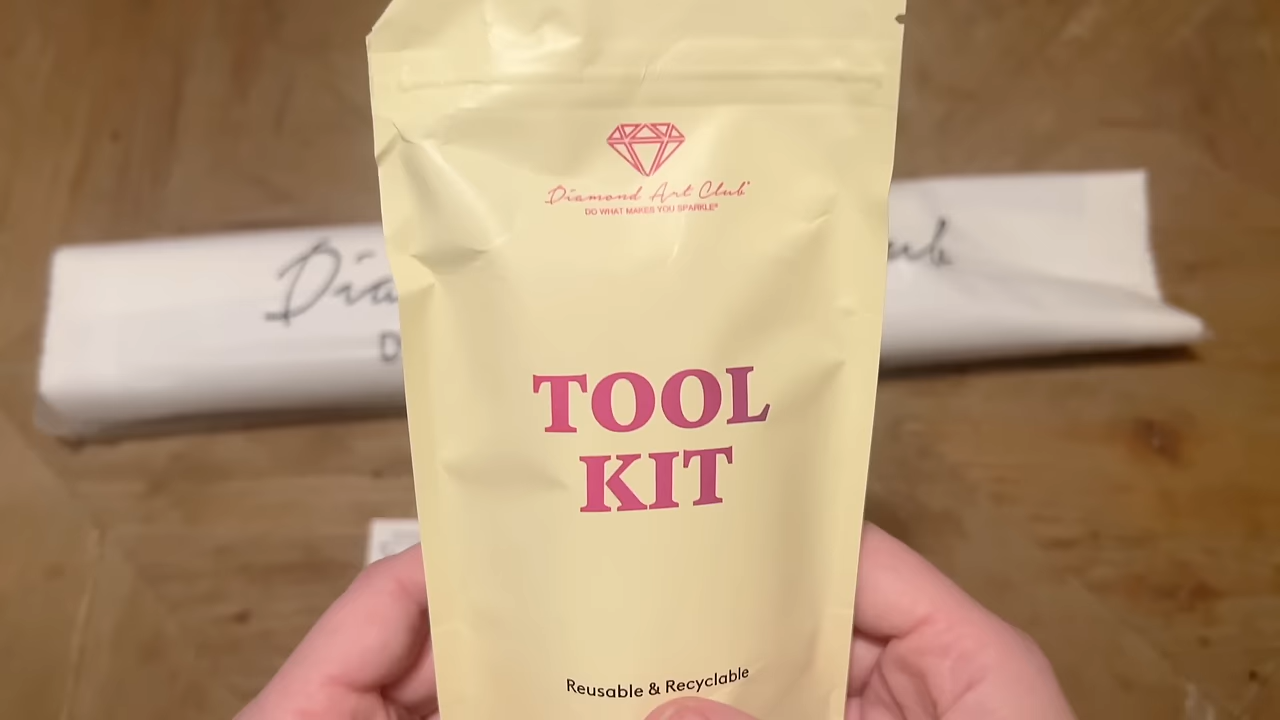 Diamond Art Club®
DO WHAT MAKES YOU SPARKLE®
TOOL
KIT
Reusable & Recyclable